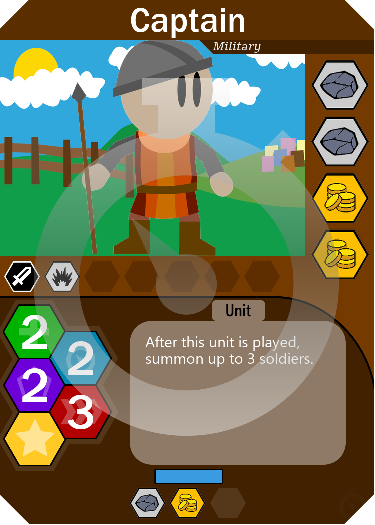 Captain
Military
Unit
After this unit is played,
summon up to 3 soldiers.
2
2
2
3